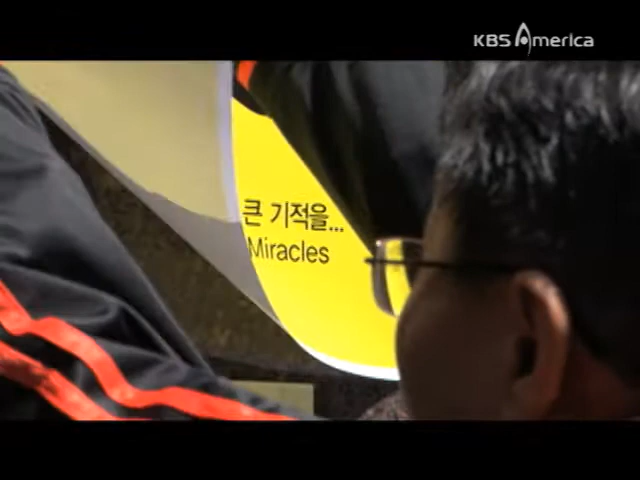 KBS America
큰 기적을...
Miracles